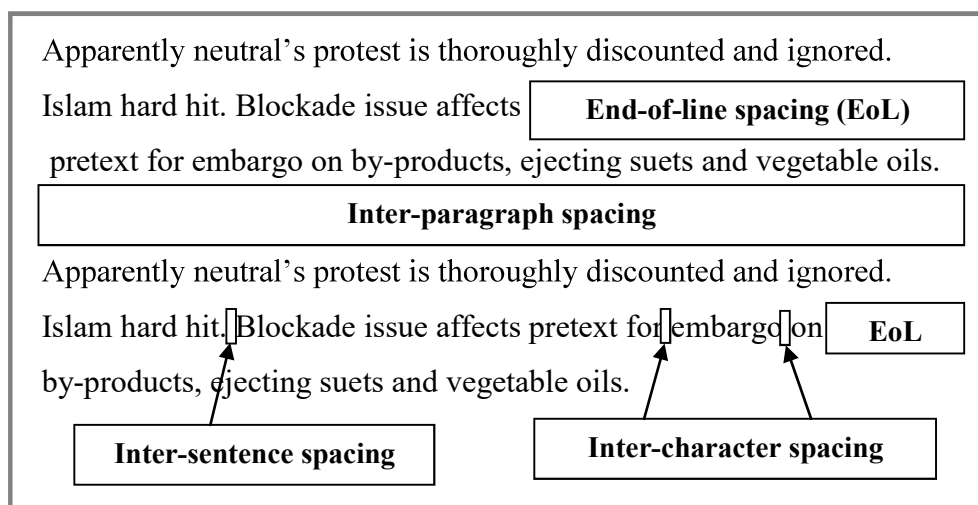 Apparently neutral’s protest is thoroughly discounted and ignored.
Islam hard hit. Blockade issue affects End-of-line spacing (EoL)
pretext for embargo on by-products, ejecting suets and vegetable oils.
Inter-paragraph spacing
Apparently neutral’s protest is thoroughly discounted and ignored.
Islam hard hit. Blockade issue affects pretext for embargo on EoL
by-products, ejecting suets and vegetable oils.
Inter-sentence spacing Inter-character spacing